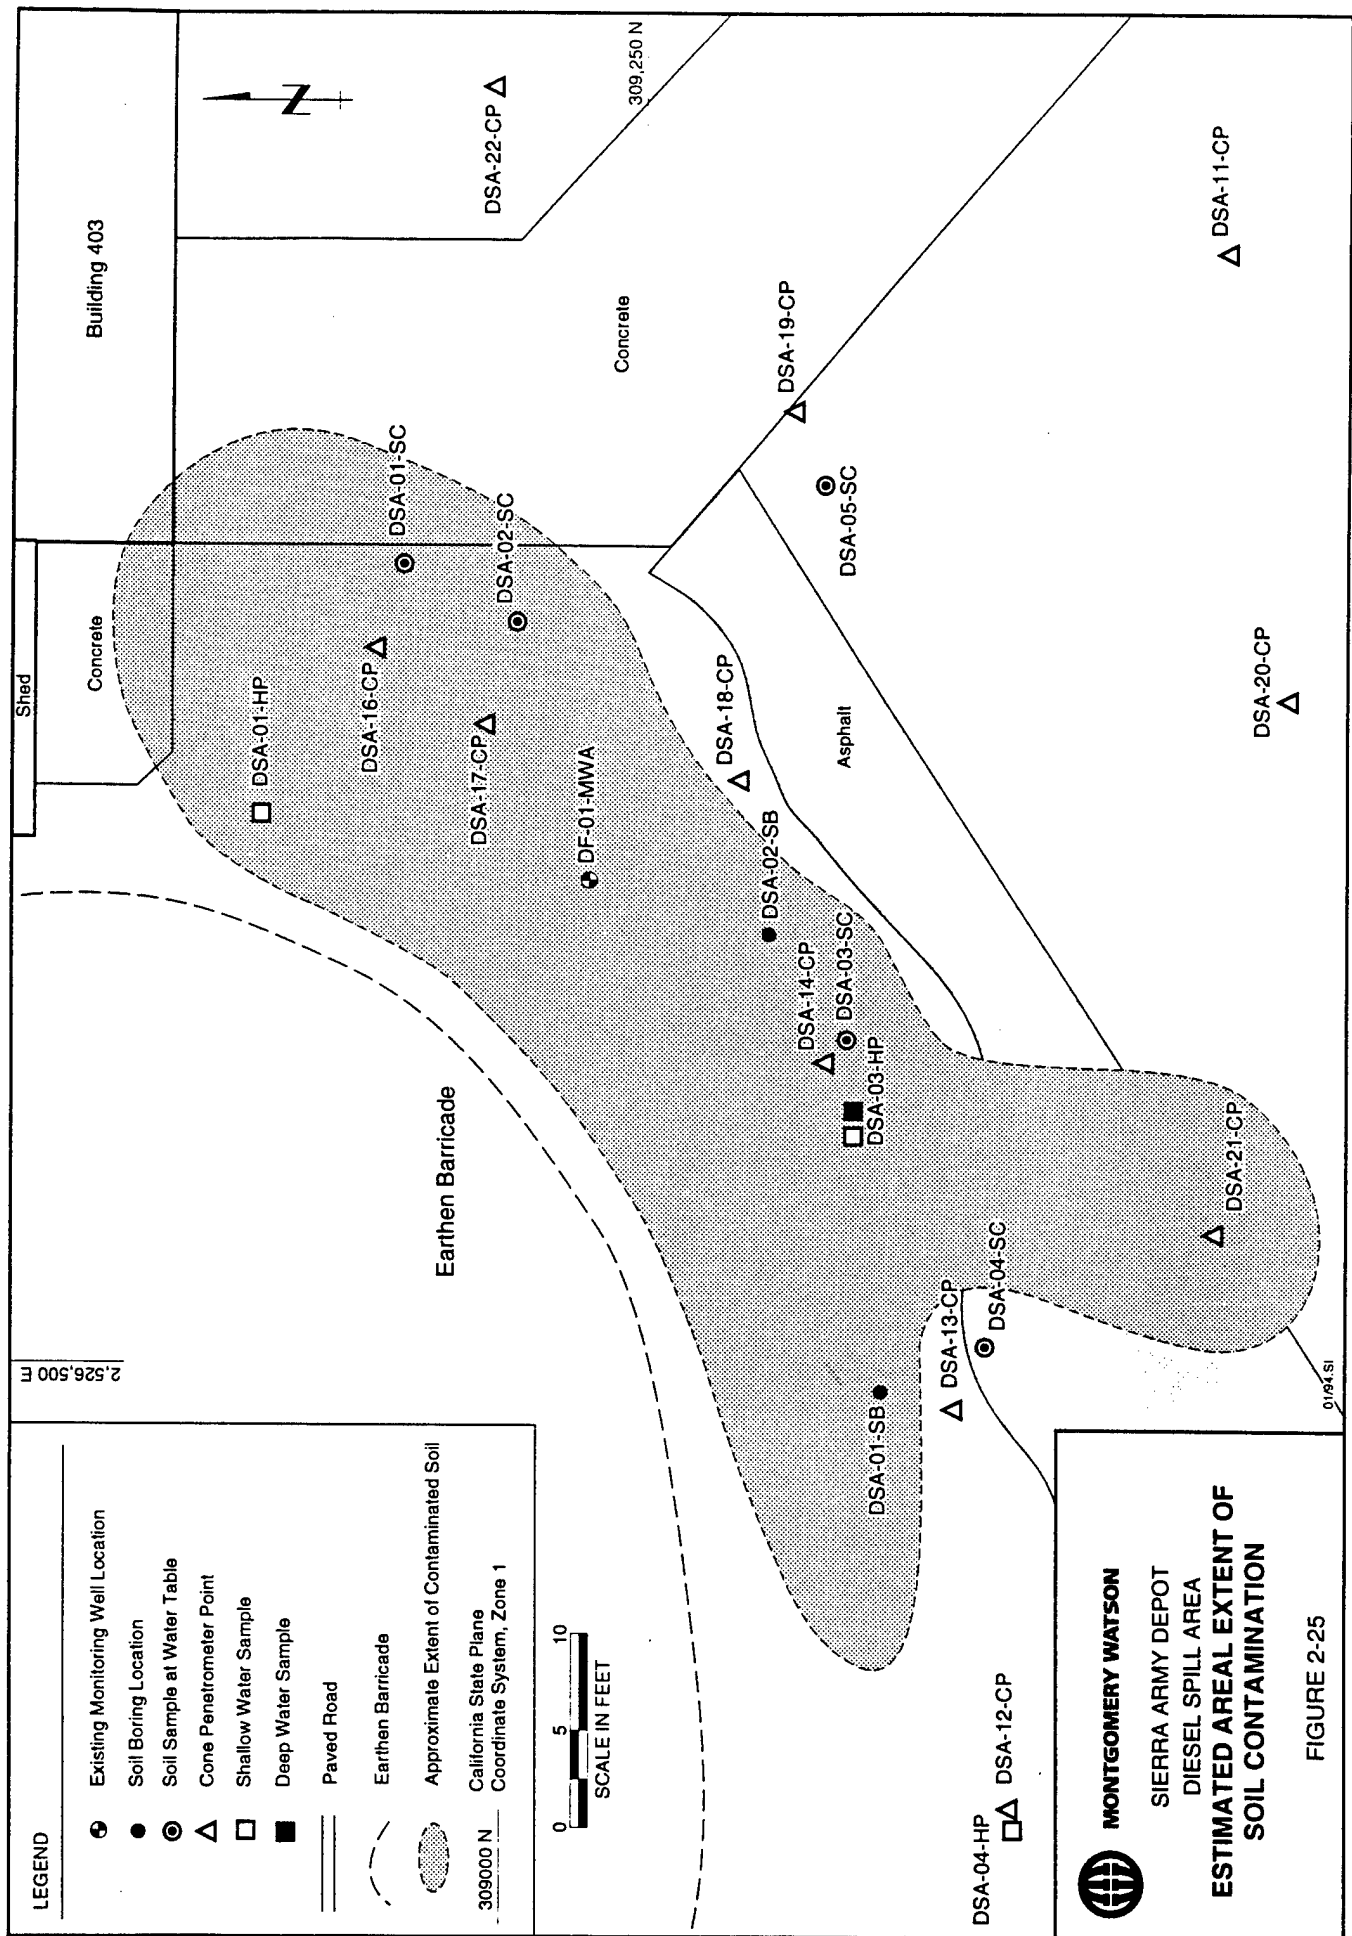 LEGEND
Existing Monitoring Well Location
Soil Boring Location
Soil Sample at Water Table
Cone Penetrometer Point
Shallow Water Sample
Deep Water Sample
Paved Road
Earthen Barricade
Approximate Extent of Contaminated Soil
309000 N
California State Plane
Coordinate System, Zone 1
0 5 10
SCALE IN FEET
2,526,500 E
Shed
Concrete
Building 403
N
309,250 N
DSA-22-CP
DSA-01-HP
DSA-16-CP
DSA-01-SC
DSA-17-CP
DSA-02-SC
DF-01-MWA
Concrete
Earthen Barricade
DSA-18-CP
DSA-19-CP
DSA-02-SB
DSA-14-CP
DSA-03-SC
DSA-03-HP
Asphalt
DSA-05-SC
DSA-01-SB
DSA-13-CP
DSA-04-SC
DSA-21-CP
DSA-20-CP
DSA-11-CP
DSA-04-HP
DSA-12-CP
MONTGOMERY WATSON
SIERRA ARMY DEPOT
DIESEL SPILL AREA
ESTIMATED AREAL EXTENT OF
SOIL CONTAMINATION
FIGURE 2-25
01/94.SI